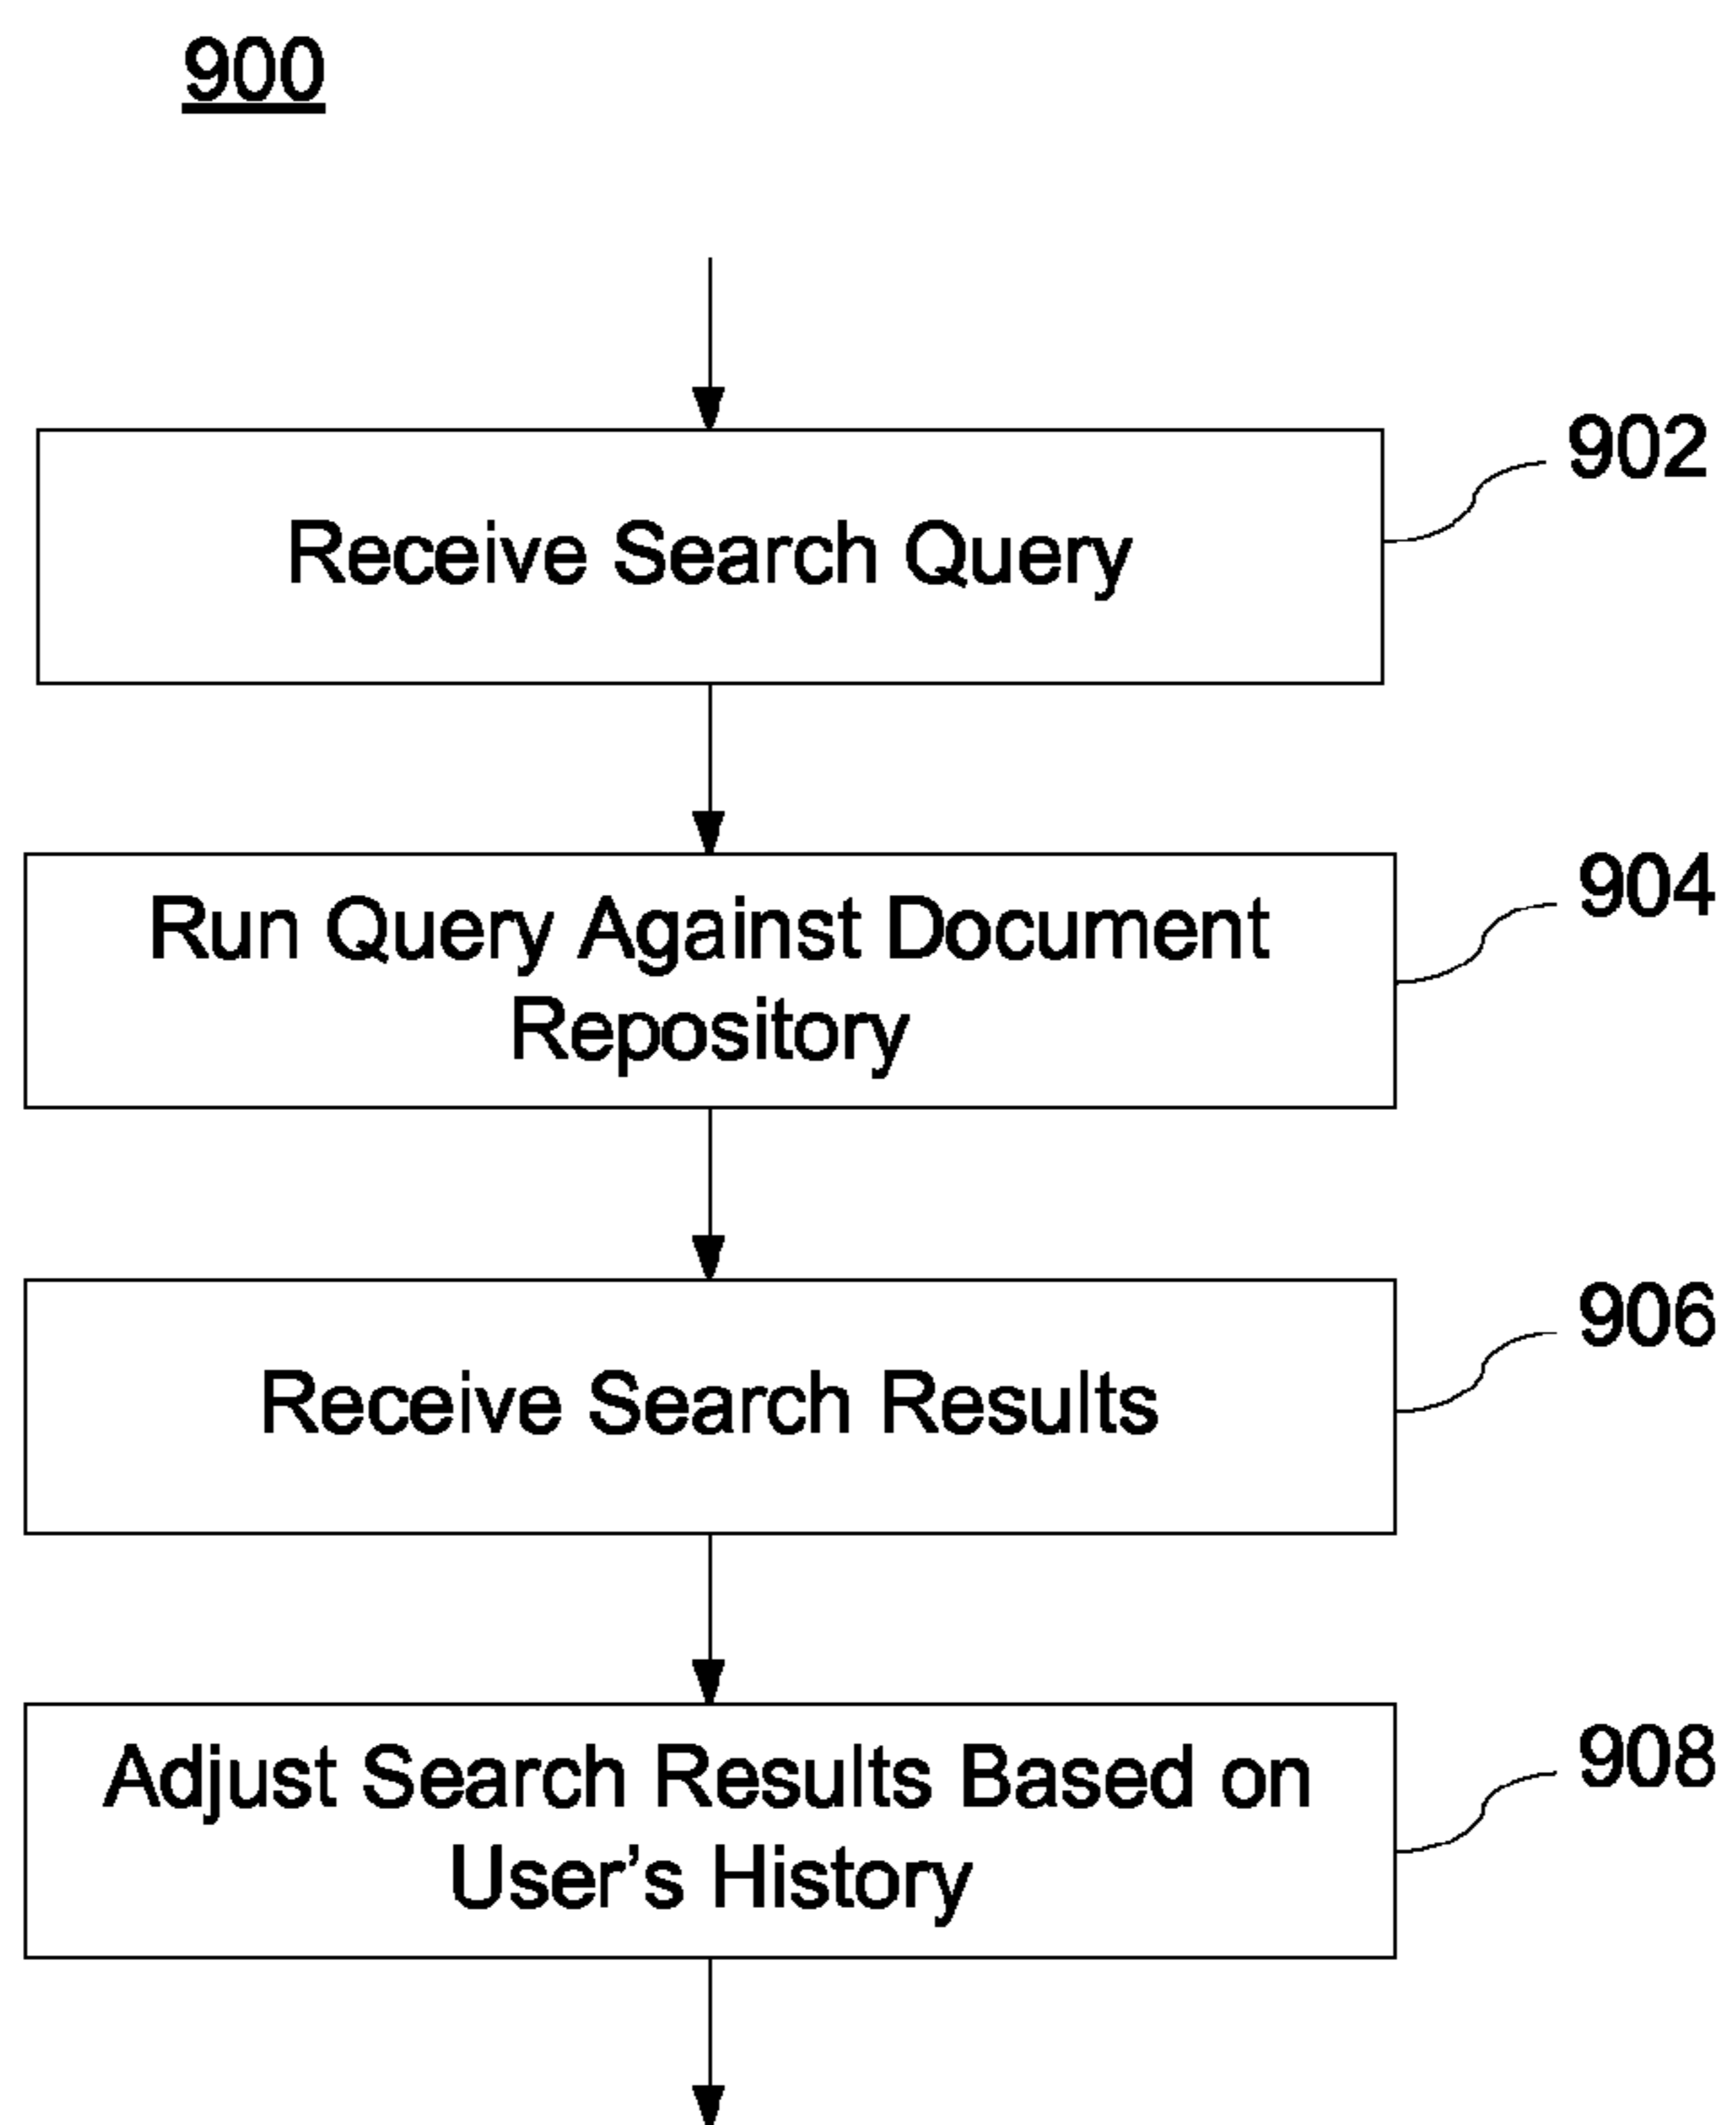 900
902
Receive Search Query
904
Run Query Against Document
Repository
906
Receive Search Results
908
Adjust Search Results Based on
User's History